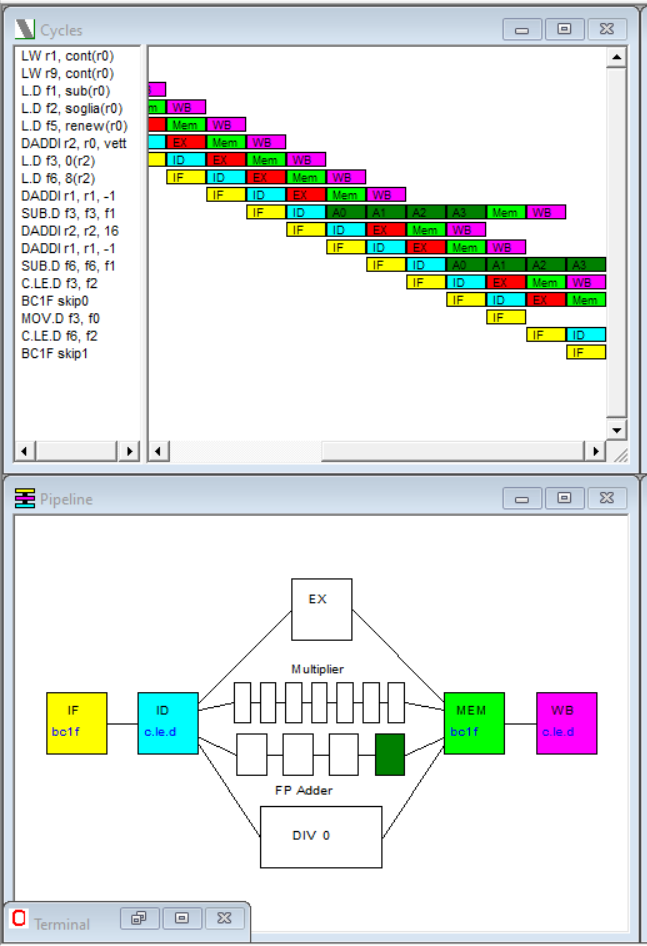 Cycles
LW r1, cont(r0)
LW r9, cont(r0)
L.D f1, sub(r0)
L.D f2, soglia(r0) m WB
L.D f5, renew(r0) Mem WB
DADDI r2, r0, vett EX Mem WB
L.D f3, 0(r2) ID EX Mem WB
L.D f6, 8(r2) IF ID EX Mem WB
DADDI r1, r1, -1 IF ID EX Mem WB
SUB.D f3, f3, f1 IF ID A0 A1 A2 A3 Mem WB
DADDI r2, r2, 16 IF ID EX Mem WB
DADDI r1, r1, -1 IF ID EX Mem WB
SUB.D f6, f6, f1 IF ID A0 A1 A2 A3
C.LE.D f3, f2 IF ID EX Mem WB
BC1F skip0 IF ID EX Mem
MOV.D f3, f0 IF
C.LE.D f6, f2 IF ID
BC1F skip1 IF
Pipeline
EX
Multiplier
IF ID MEM WB
bc1f c.le.d bc1f c.le.d
FP Adder
DIV 0
Terminal